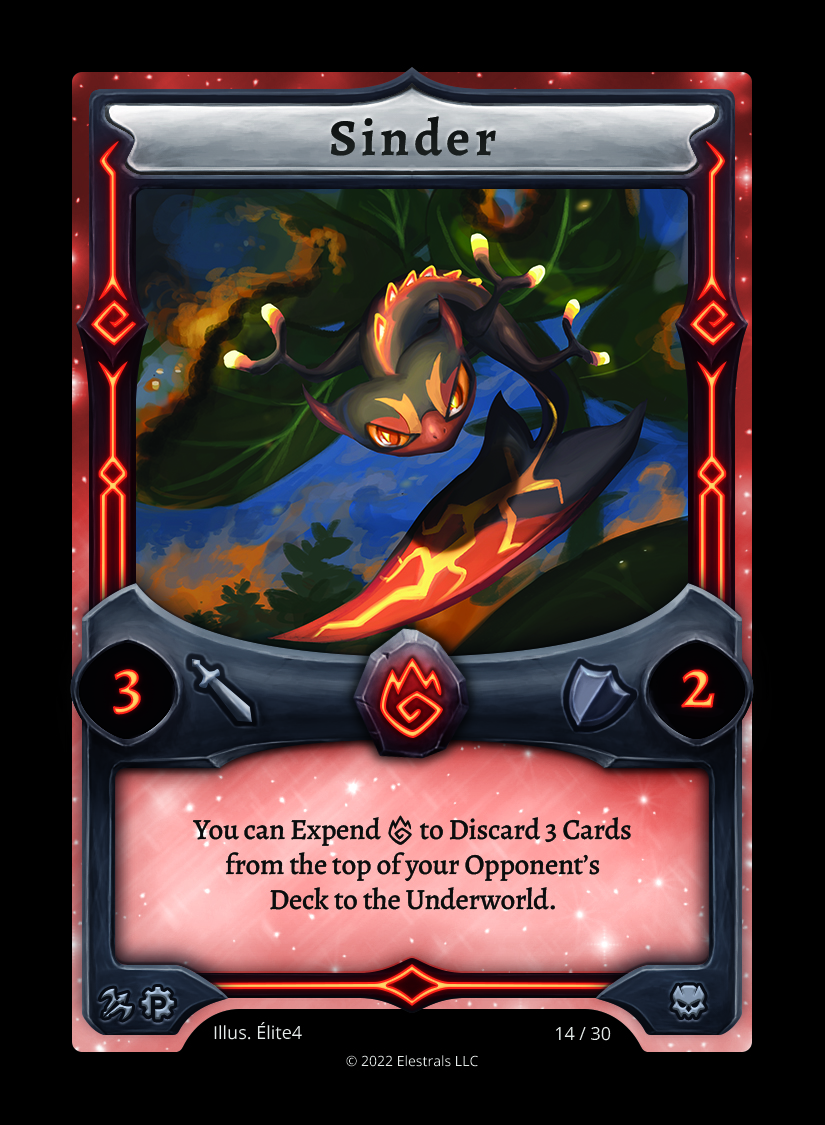 Sinder
3
2
You can Expend to Discard 3 Cards
from the top of your Opponent's
Deck to the Underworld.
P
Illus. Élite4
14 / 30
© 2022 Elestrals LLC